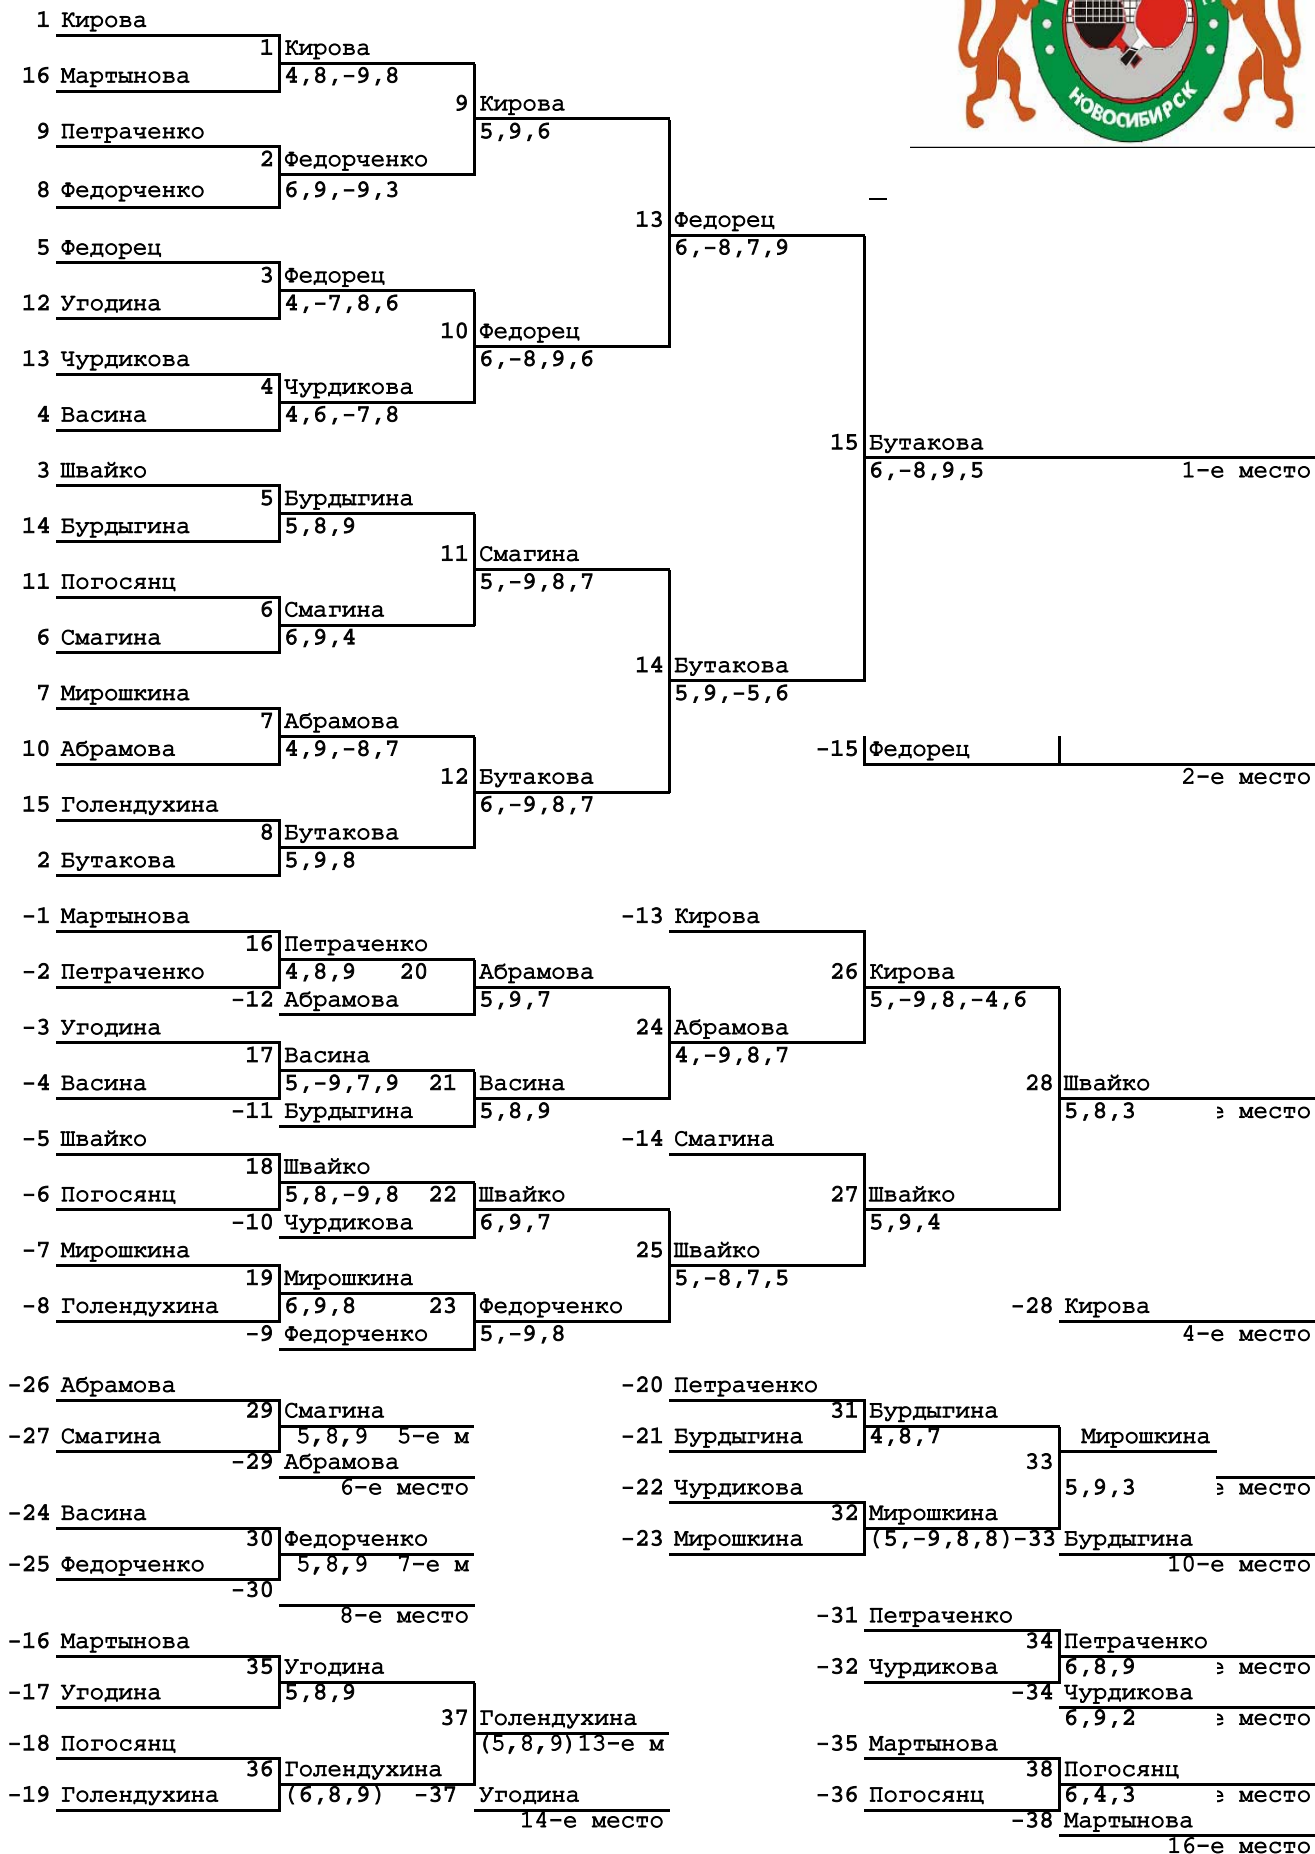 1 Кирова
1 Кирова
16 Мартынова 4,8,-9,8
9 Кирова
9 Петраченко 5,9,6
2 Федорченко
8 Федорченко 6,9,-9,3
НОВОСИБИРСК
13 Федорец
5 Федорец 6,-8,7,9
3 Федорец
12 Угодина 4,-7,8,6
10 Федорец
13 Чурдикова 6,-8,9,6
4 Чурдикова
4 Васина 4,6,-7,8
15 Бутакова
3 Швайко 6,-8,9,5 1-е место
5 Бурдыгина
14 Бурдыгина 5,8,9
11 Смагина
11 Погосянц 5,-9,8,7
6 Смагина
6 Смагина 6,9,4
14 Бутакова
7 Мирошкина 5,9,-5,6
7 Абрамова
10 Абрамова 4,9,-8,7 -15 Федорец
12 Бутакова 2-е место
15 Голендухина 6,-9,8,7
8 Бутакова
2 Бутакова 5,9,8
-1 Мартынова -13 Кирова
16 Петраченко
-2 Петраченко 4,8,9 20 Абрамова 26 Кирова
-12 Абрамова 5,9,7 5,-9,8,-4,6
-3 Угодина 24 Абрамова
17 Васина 4,-9,8,7
-4 Васина 5,-9,7,9 21 Васина 28 Швайко
-11 Бурдыгина 5,8,9 5,8,3 е место
-5 Швайко -14 Смагина
18 Швайко
-6 Погосянц 5,8,-9,8 22 Швайко 27 Швайко
-10 Чурдикова 6,9,7 5,9,4
-7 Мирошкина 25 Швайко
19 Мирошкина 5,-8,7,5
-8 Голендухина 6,9,8 23 Федорченко -28 Кирова
-9 Федорченко 5,-9,8 4-е место
-26 Абрамова -20 Петраченко
29 Смагина 31 Бурдыгина
-27 Смагина 5,8,9 5-е м -21 Бурдыгина 4,8,7 Мирошкина
-29 Абрамова 33
6-е место -22 Чурдикова 5,9,3 е место
-24 Васина 32 Мирошкина
30 Федорченко -23 Мирошкина (5,-9,8,8) -33 Бурдыгина
-25 Федорченко 5,8,9 7-е м 10-е место
-30
8-е место -31 Петраченко
-16 Мартынова 34 Петраченко
35 Угодина -32 Чурдикова 6,8,9 е место
-17 Угодина 5,8,9 -34 Чурдикова
37 Голендухина 6,9,2 е место
-18 Погосянц (5,8,9) 13-е м -35 Мартынова
36 Голендухина 38 Погосянц
-19 Голендухина (6,8,9) -37 Угодина -36 Погосянц 6,4,3 е место
14-е место -38 Мартынова
16-е место